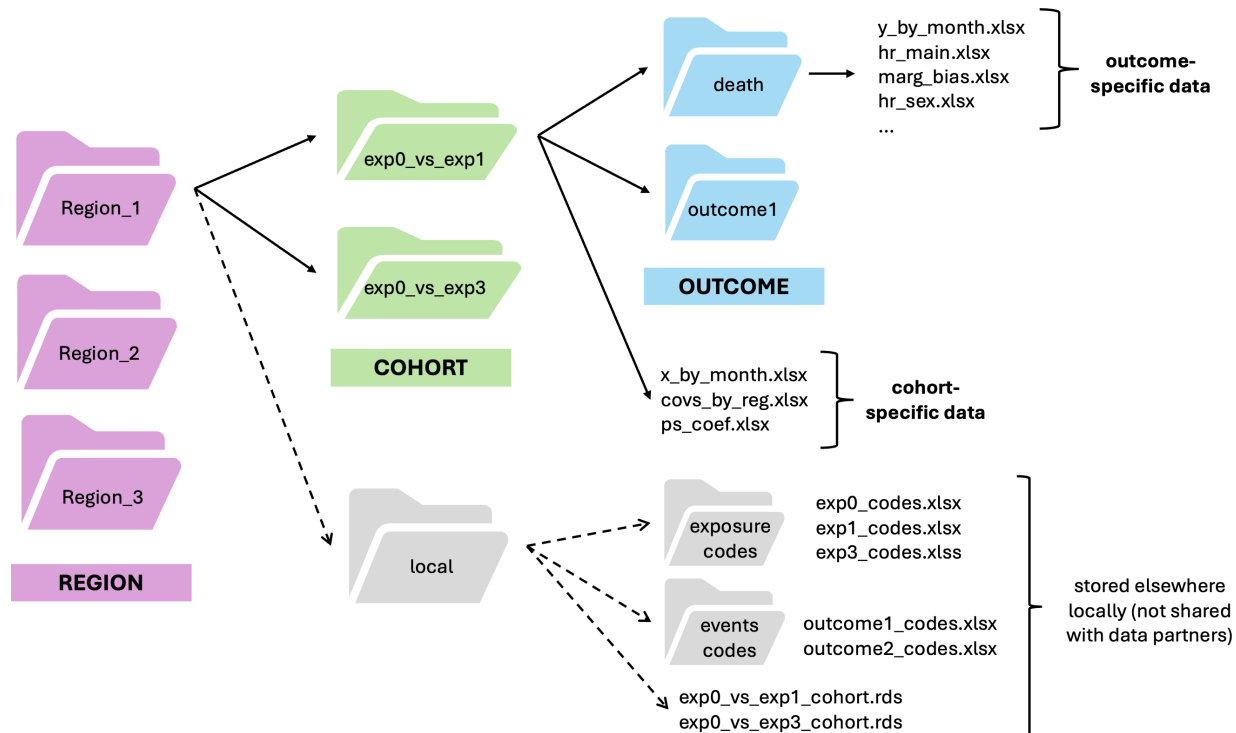 Region_1
Region_2
Region_3
REGION
exp0_vs_exp1
exp0_vs_exp3
COHORT
local
death
outcome1
OUTCOME
y_by_month.xlsx
hr_main.xlsx
marg_bias.xlsx
hr_sex.xlsx
...
outcome-
specific data
x_by_month.xlsx
covs_by_reg.xlsx
ps_coef.xlsx
cohort-
specific data
exposure
codes
exp0_codes.xlsx
exp1_codes.xlsx
exp3_codes.xlss
events
codes
outcome1_codes.xlsx
outcome2_codes.xlsx
exp0_vs_exp1_cohort.rds
exp0_vs_exp3_cohort.rds
stored elsewhere
locally (not shared
with data partners)